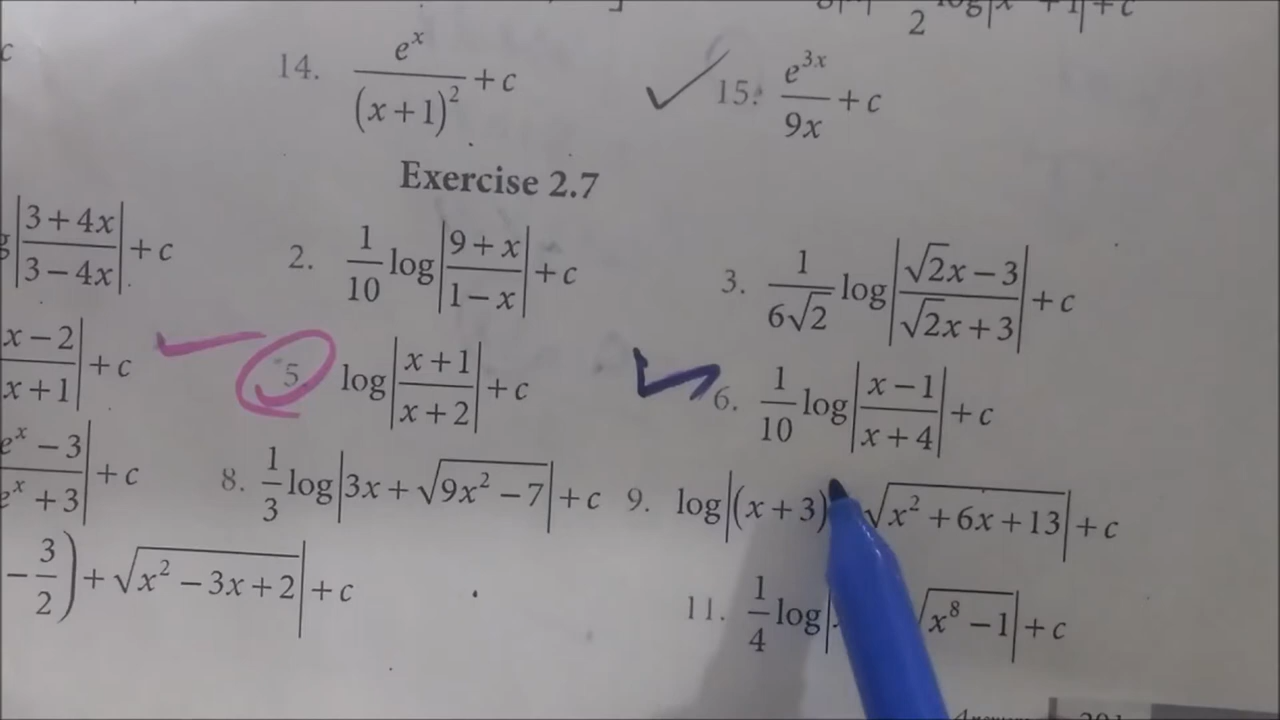 2 log|x + 1| + c
c
14. e^x/(x+1)^2 + c
15. e^{3x}/9x + c
Exercise 2.7
|3+4x/3−4x| + c
2. 1/10 log|9+x/1−x| + c
3. 1/6√2 log|√2x−3/√2x+3| + c
x−2/x+1| + c
5 log|x+1/x+2| + c
6. 1/10 log|x−1/x+4| + c
e^x−3/e^x+3| + c
8. 1/3 log|3x+√(9x^2−7)| + c
9. log|(x+3) √(x^2+6x+13)| + c
−3/2) + √(x^2−3x+2)| + c
11. 1/4 log| √(x^8−1)| + c